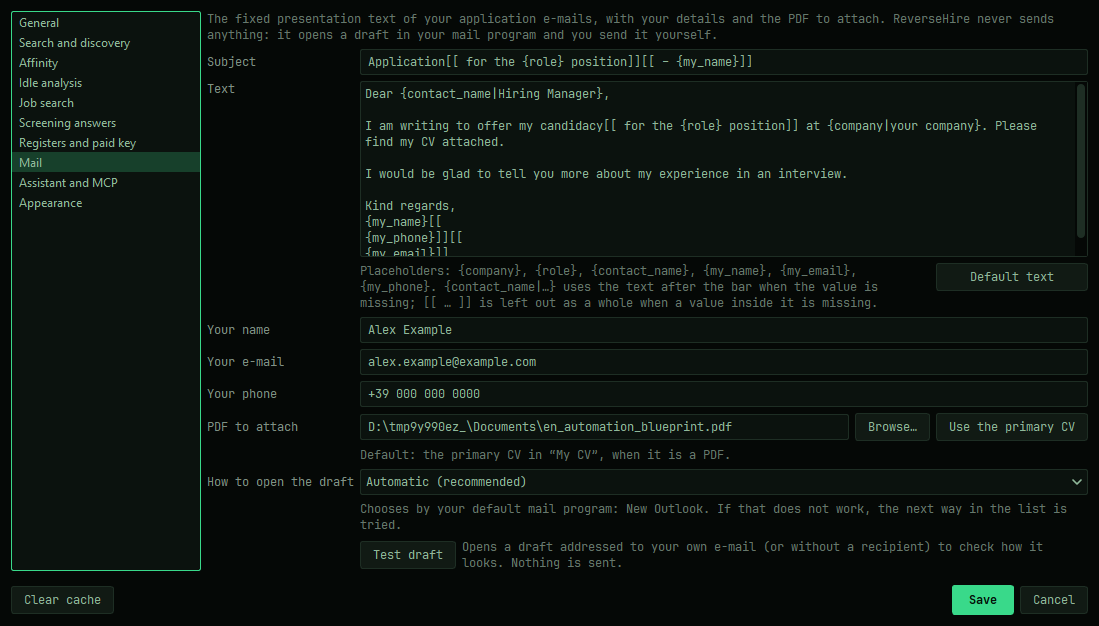 General
Search and discovery
Affinity
Idle analysis
Job search
Screening answers
Registers and paid key
Mail
Assistant and MCP
Appearance
The fixed presentation text of your application e-mails, with your details and the PDF to attach. ReverseHire never sends
anything: it opens a draft in your mail program and you send it yourself.
Subject
Application[[ for the {role} position]][[ – {my_name}]]
Text
Dear {contact_name|Hiring Manager},
I am writing to offer my candidacy[[ for the {role} position]] at {company|your company}. Please
find my CV attached.
I would be glad to tell you more about my experience in an interview.
Kind regards,
{my_name}[[
{my_phone}]][[
{my_email}]]
Placeholders: {company}, {role}, {contact_name}, {my_name}, {my_email},
{my_phone}. {contact_name|…} uses the text after the bar when the value is
missing; [[ … ]] is left out as a whole when a value inside it is missing.
Default text
Your name
Alex Example
Your e-mail
alex.example@example.com
Your phone
+39 000 000 0000
PDF to attach
D:\tmp9y990ez_\Documents\en_automation_blueprint.pdf
Browse…
Use the primary CV
Default: the primary CV in “My CV”, when it is a PDF.
How to open the draft
Automatic (recommended)
Chooses by your default mail program: New Outlook. If that does not work, the next way in the list is
tried.
Test draft
Opens a draft addressed to your own e-mail (or without a recipient) to check how it
looks. Nothing is sent.
Clear cache
Save
Cancel